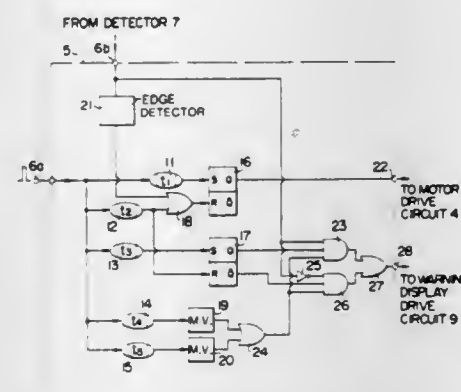 FROM DETECTOR 7
5 6b
21 EDGE
DETECTOR
6a 11 16 22
t1 S Q
R Q̄
TO MOTOR
DRIVE
CIRCUIT 4
t2 18
12 17 23
t3 S Q 28
13 R Q̄ 25
TO WARNING
DISPLAY
DRIVE
CIRCUIT 9
27
26
14 19
t4 M.V.
24
t5 M.V.
15 20